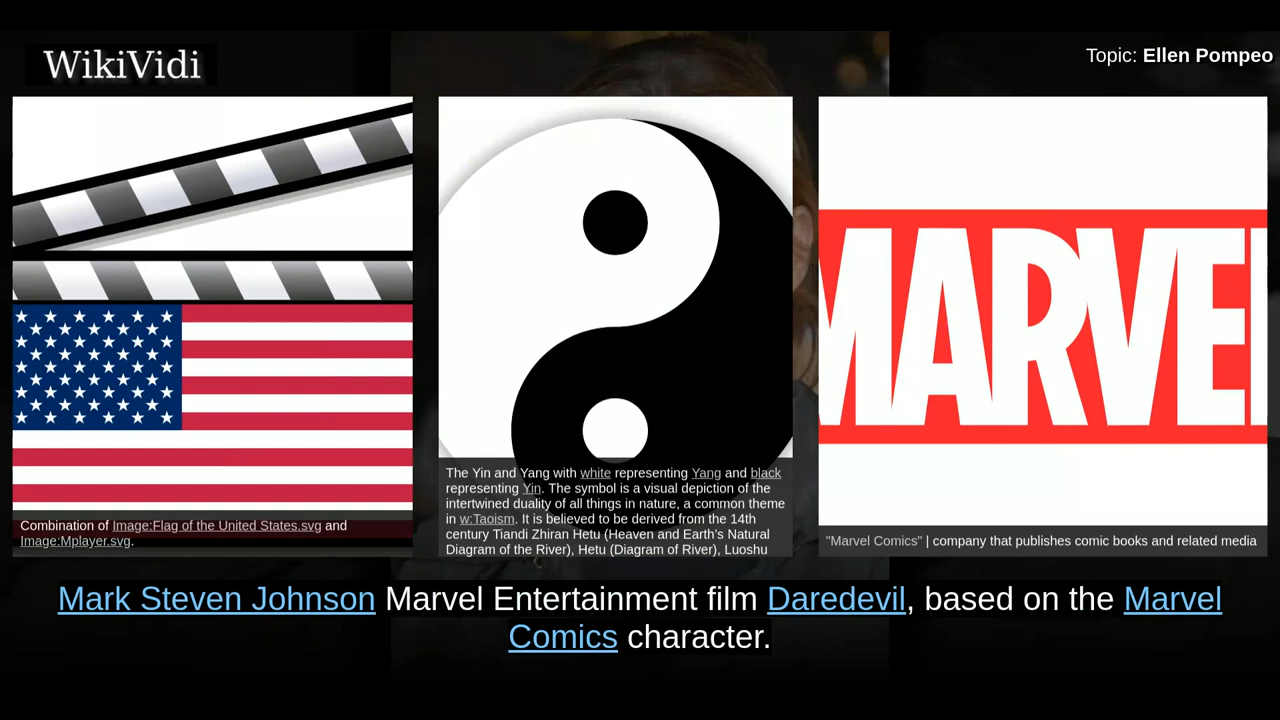 WikiVidi
Topic: Ellen Pompeo
MARVEL
Combination of Image:Flag of the United States.svg and
Image:Mplayer.svg.
The Yin and Yang with white representing Yang and black
representing Yin. The symbol is a visual depiction of the
intertwined duality of all things in nature, a common theme
in w:Taoism. It is believed to be derived from the 14th
century Tiandi Zhiran Hetu (Heaven and Earth’s Natural
Diagram of the River), Hetu (Diagram of River), Luoshu
"Marvel Comics" | company that publishes comic books and related media
Mark Steven Johnson Marvel Entertainment film Daredevil, based on the Marvel
Comics character.